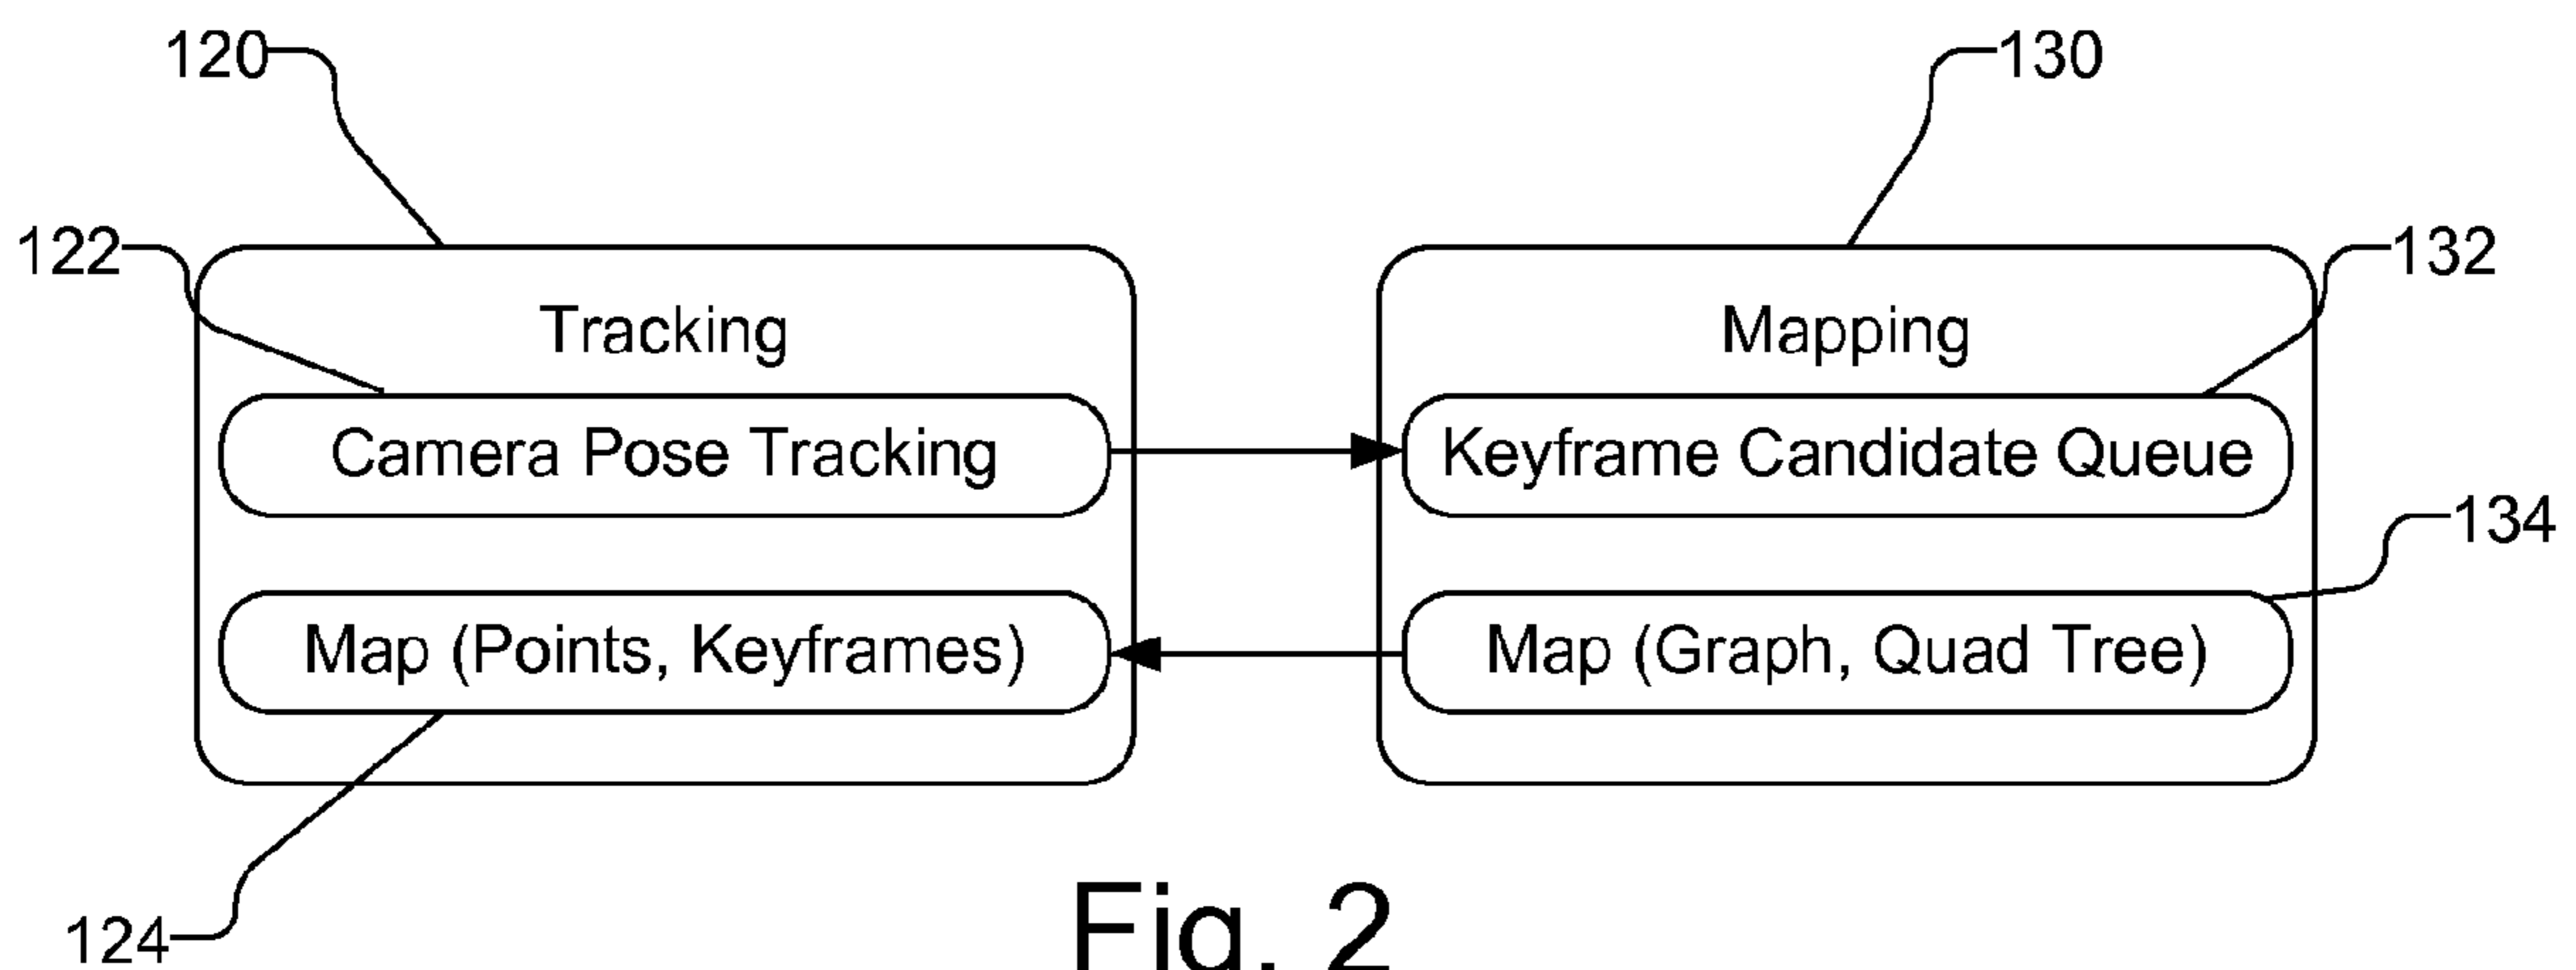 120
130
122
132
Tracking
Mapping
Camera Pose Tracking
Keyframe Candidate Queue
134
Map (Points, Keyframes)
Map (Graph, Quad Tree)
124
Fig. 2